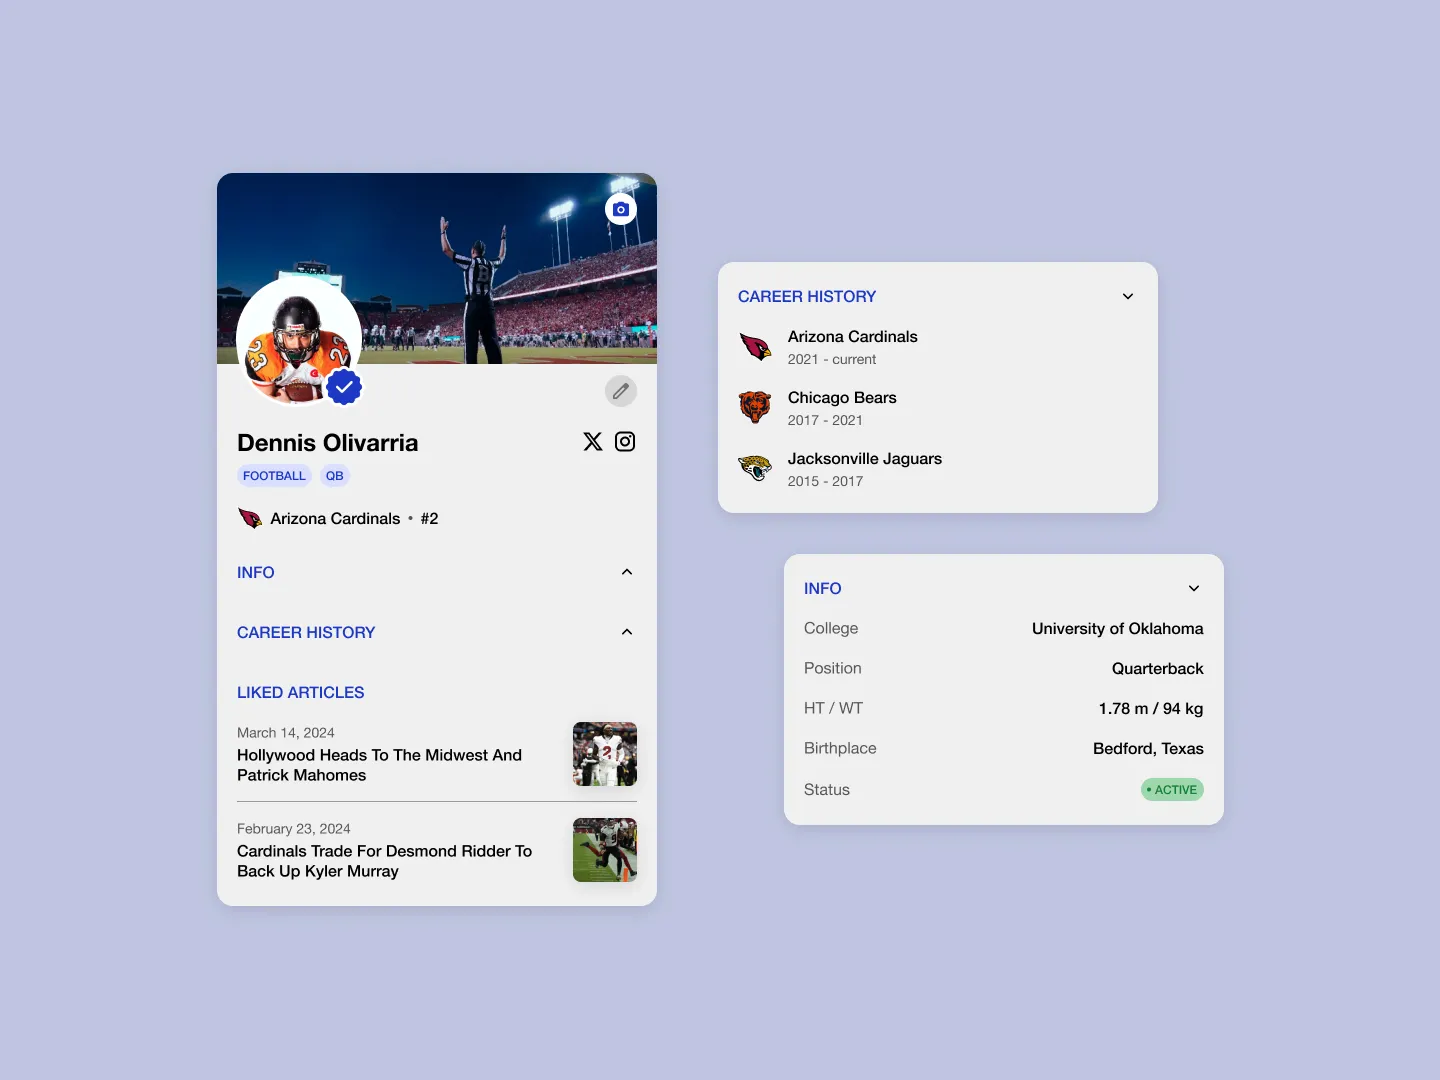 Dennis Olivarria
FOOTBALL QB
Arizona Cardinals • #2
INFO
CAREER HISTORY
LIKED ARTICLES
March 14, 2024
Hollywood Heads To The Midwest And
Patrick Mahomes
February 23, 2024
Cardinals Trade For Desmond Ridder To
Back Up Kyler Murray
CAREER HISTORY
Arizona Cardinals
2021 - current
Chicago Bears
2017 - 2021
Jacksonville Jaguars
2015 - 2017
INFO
College University of Oklahoma
Position Quarterback
HT / WT 1.78 m / 94 kg
Birthplace Bedford, Texas
Status • ACTIVE